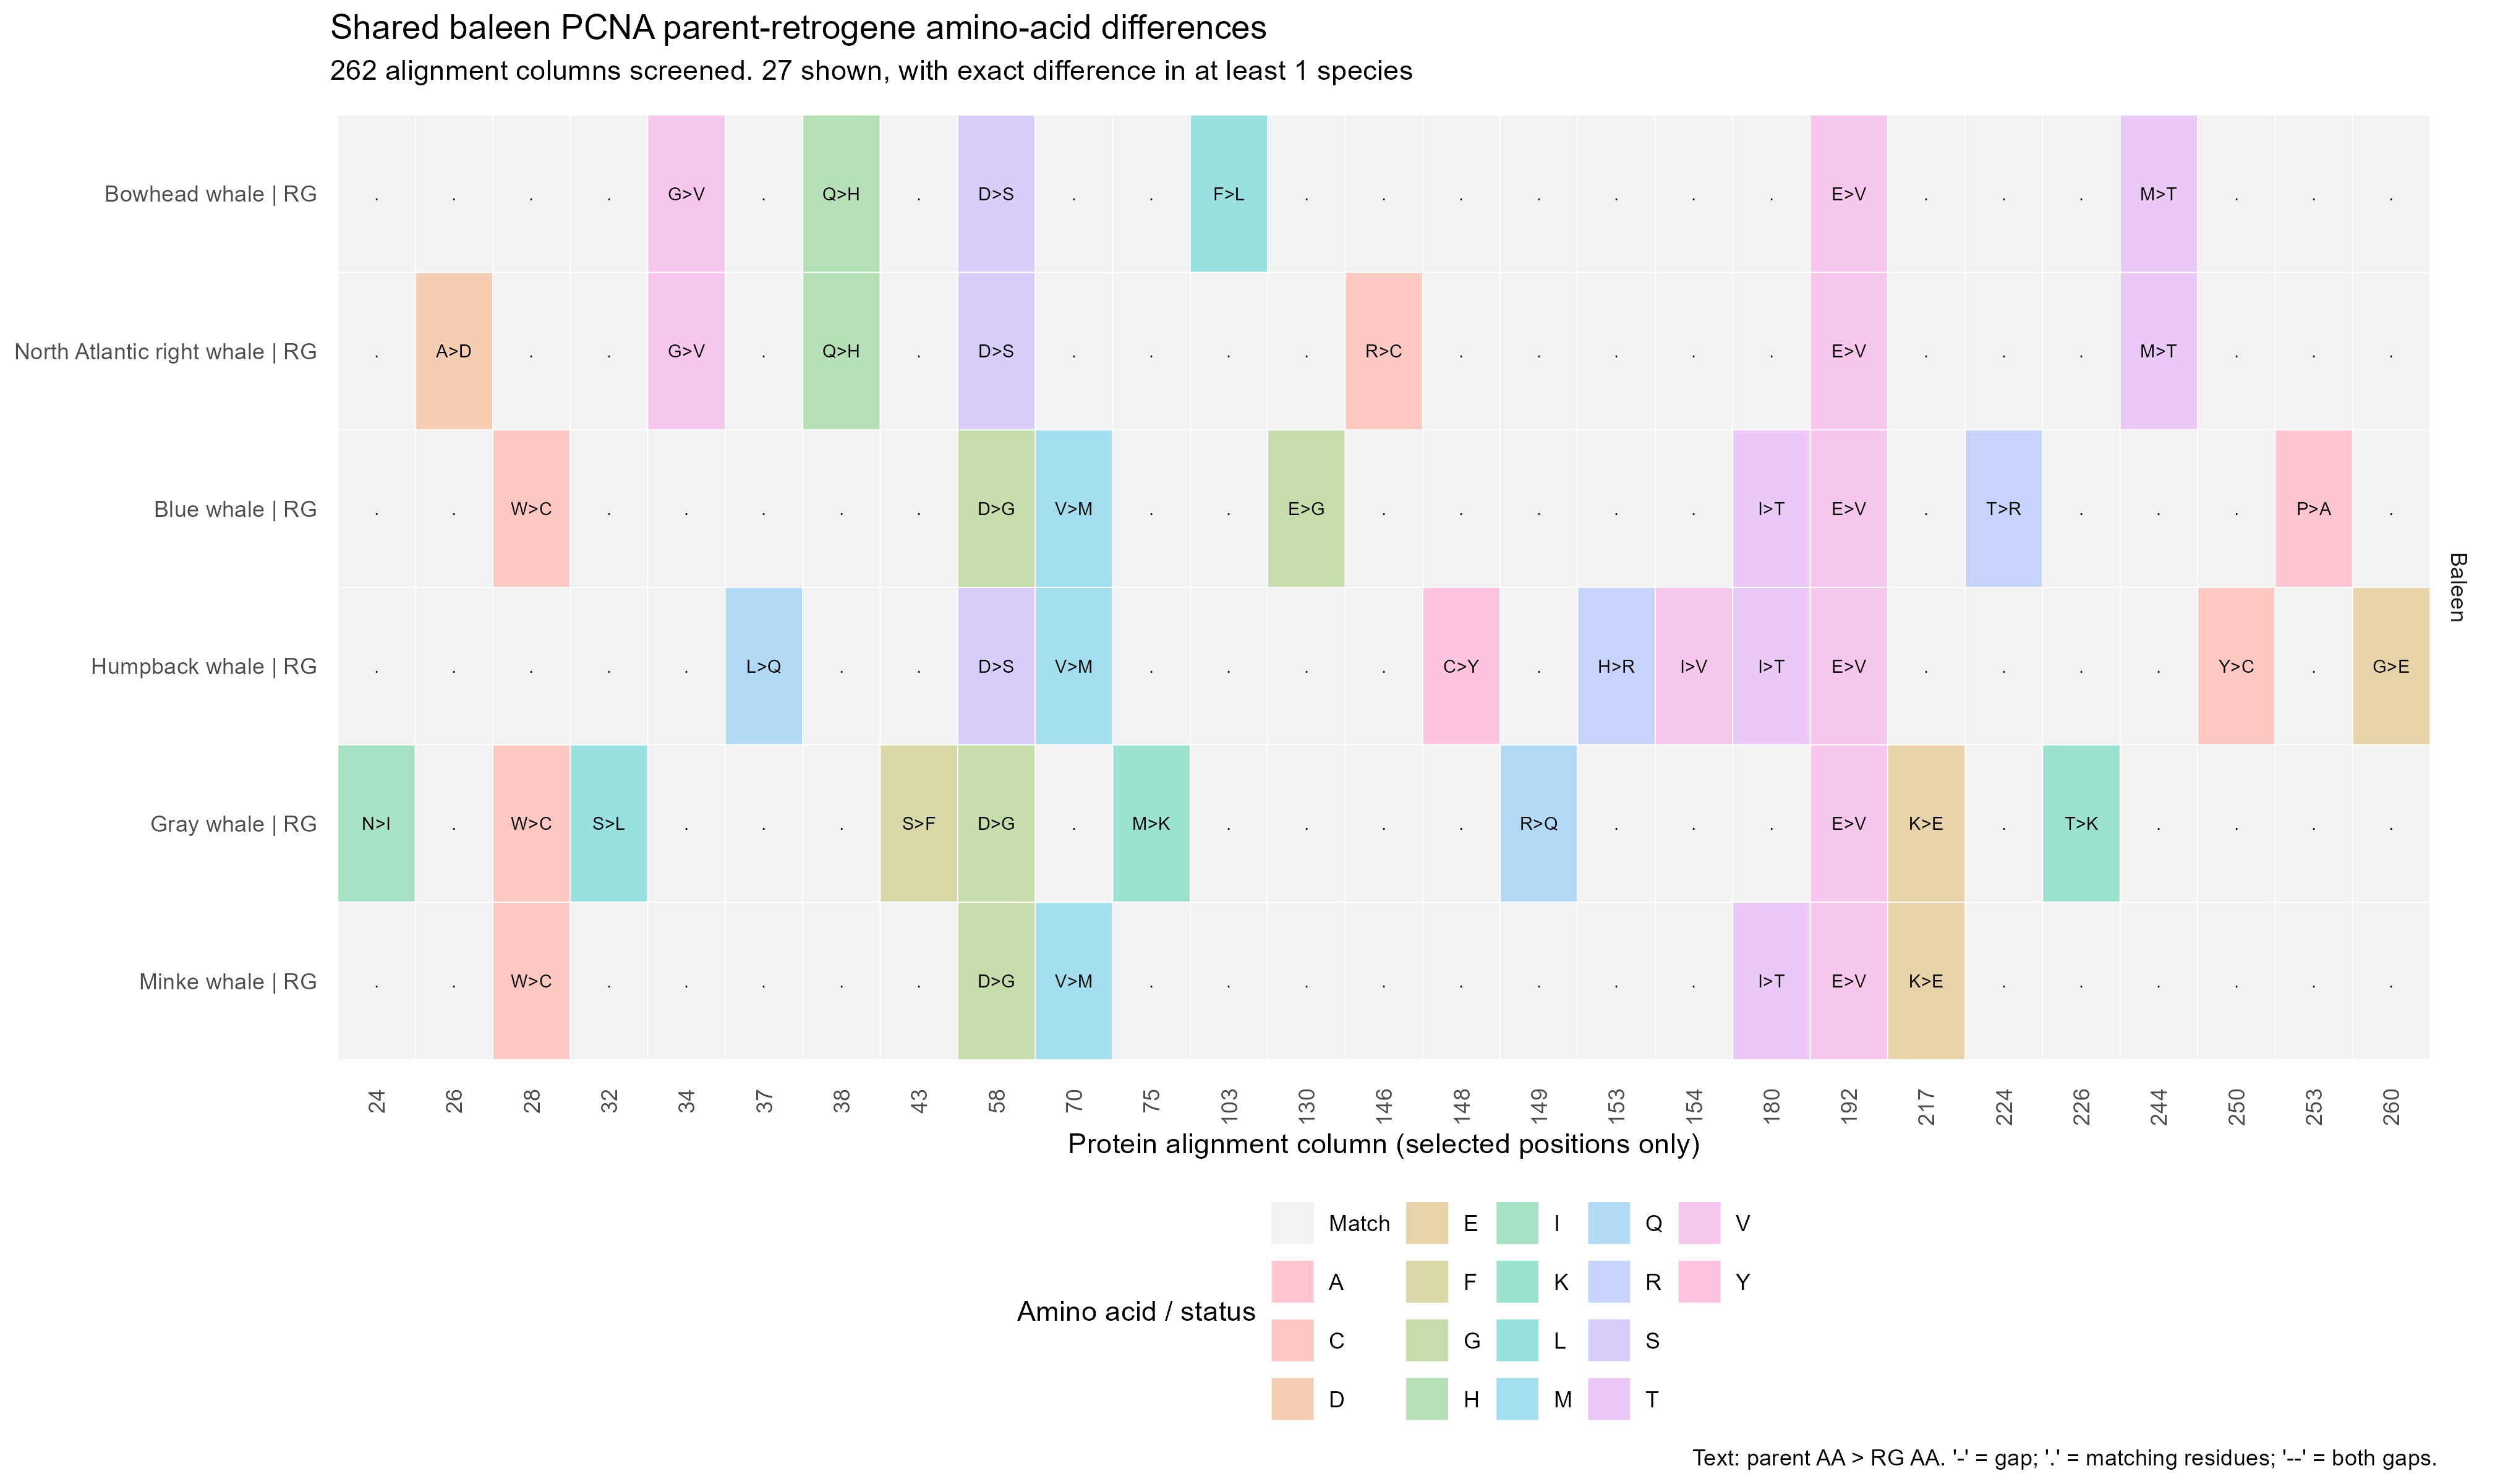 Shared baleen PCNA parent-retrogene amino-acid differences
262 alignment columns screened. 27 shown, with exact difference in at least 1 species
Bowhead whale | RG . . . . G>V . Q>H . D>S . . F>L . . . . . . . E>V . . . M>T . . .
North Atlantic right whale | RG . A>D . . G>V . Q>H . D>S . . . . R>C . . . . . E>V . . . M>T . . .
Blue whale | RG . . W>C . . . . . D>G V>M . . E>G . . . . . I>T E>V . T>R . . . P>A .
Humpback whale | RG . . . . . L>Q . . D>S V>M . . . . C>Y . H>R I>V I>T E>V . . . . Y>C . G>E
Gray whale | RG N>I . W>C S>L . . . S>F D>G . M>K . . . . R>Q . . . E>V K>E . T>K . . . .
Minke whale | RG . . W>C . . . . . D>G V>M . . . . . . . . I>T E>V K>E . . . . . .
Baleen
24 26 28 32 34 37 38 43 58 70 75 103 130 146 148 149 153 154 180 192 217 224 226 244 250 253 260
Protein alignment column (selected positions only)
Amino acid / status
Match E I Q V
A F K R Y
C G L S
D H M T
Text: parent AA > RG AA. '-' = gap; '.' = matching residues; '--' = both gaps.